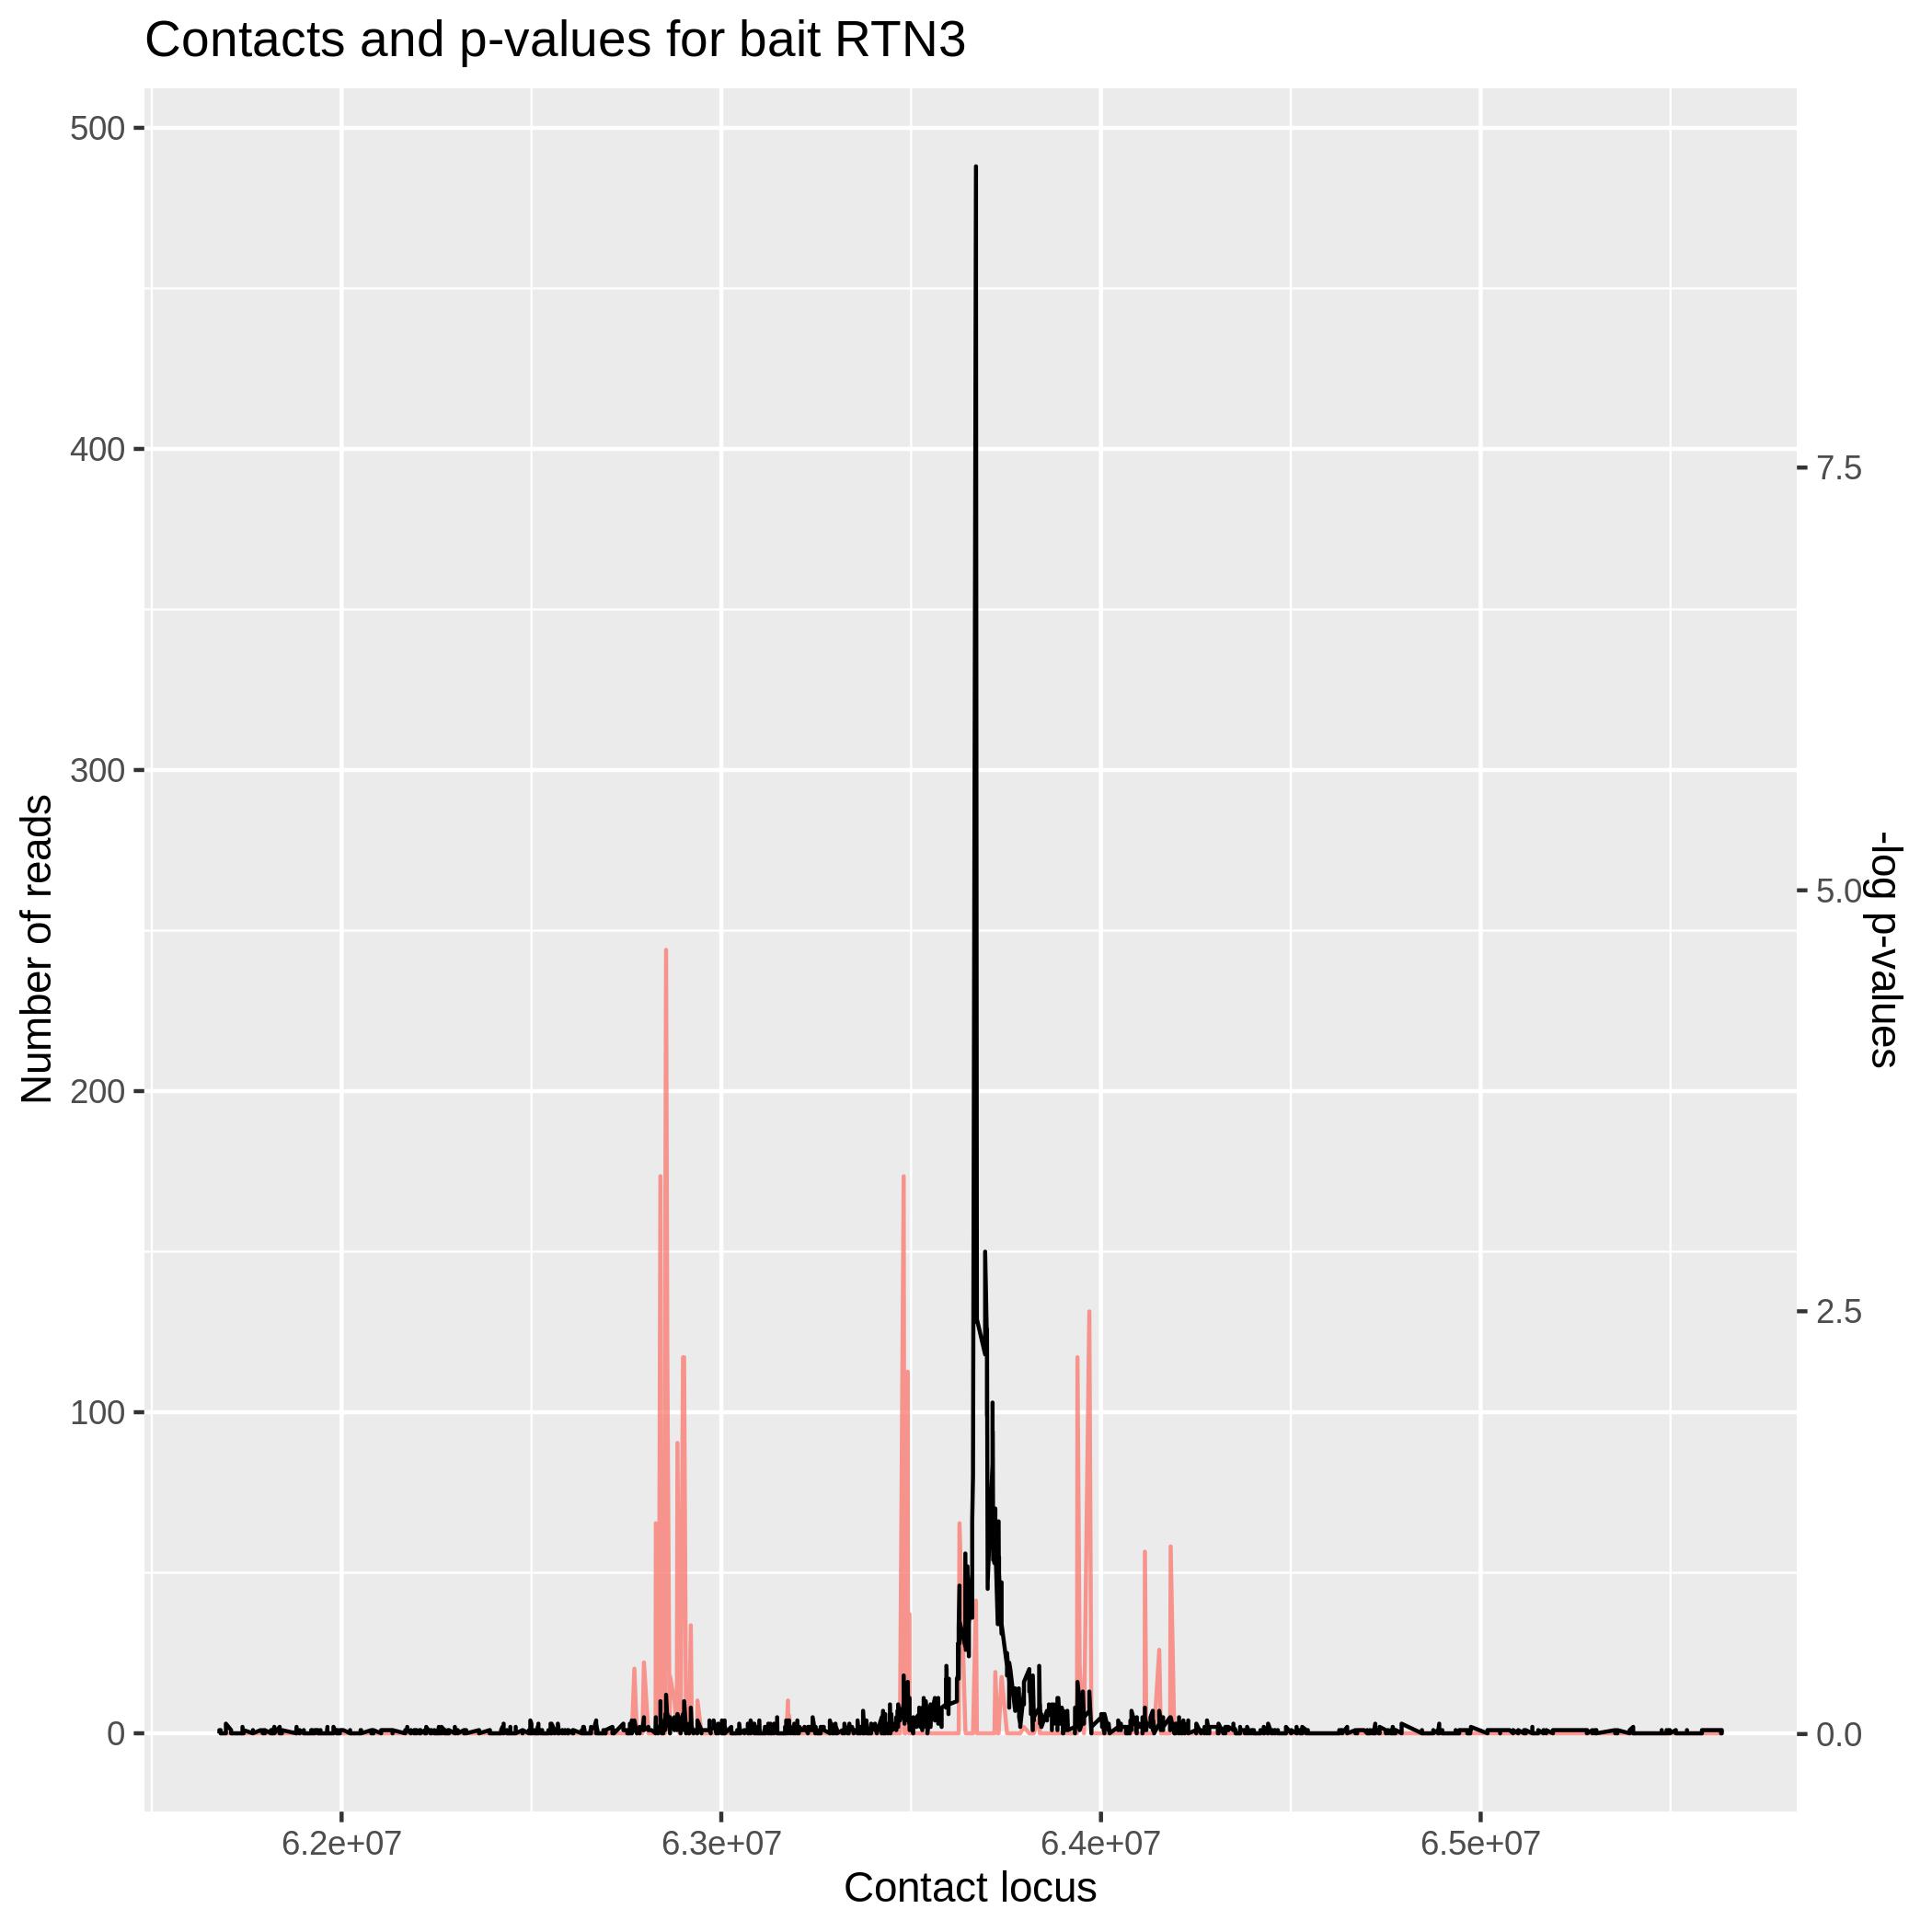 Contacts and p-values for bait RTN3
500
400
300
200
100
0
Number of reads
7.5
5.0
2.5
0.0
-log p-values
6.2e+07
6.3e+07
6.4e+07
6.5e+07
Contact locus